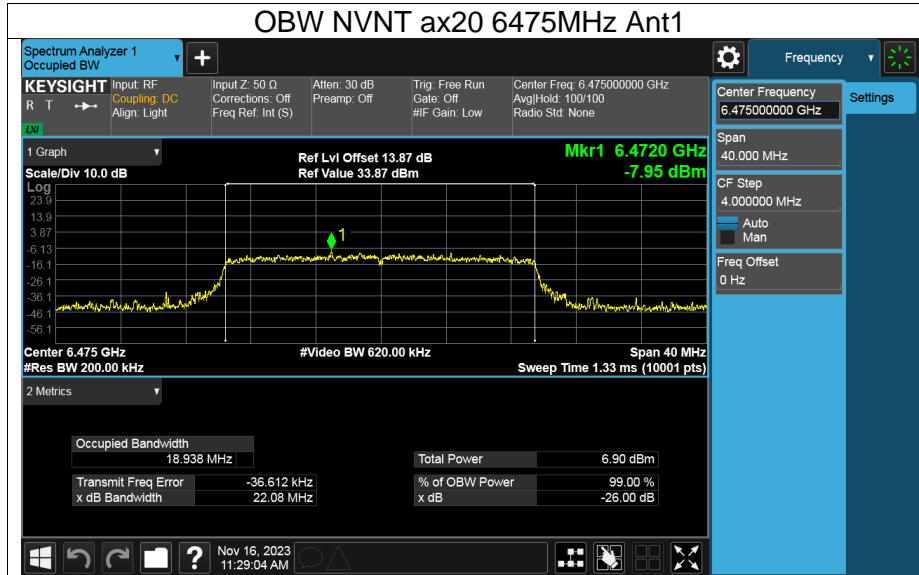 OBW NVNT ax20 6475MHz Ant1
Spectrum Analyzer 1
Occupied BW
+
Frequency
KEYSIGHT
R T
LXI
Input: RF
Coupling: DC
Align: Light
Input Z: 50 Ω
Corrections: Off
Freq Ref: Int (S)
Atten: 30 dB
Preamp: Off
Trig: Free Run
Gate: Off
#IF Gain: Low
Center Freq: 6.475000000 GHz
Avg|Hold: 100/100
Radio Std: None
Center Frequency
6.475000000 GHz
Settings
Span
40.000 MHz
CF Step
4.000000 MHz
Auto
Man
Freq Offset
0 Hz
1 Graph
Scale/Div 10.0 dB
Ref Lvl Offset 13.87 dB
Ref Value 33.87 dBm
Mkr1 6.4720 GHz
-7.95 dBm
Log
23.9
13.9
3.87
-6.13
-16.1
-26.1
-36.1
-46.1
-56.1
1
Center 6.475 GHz
#Res BW 200.00 kHz
#Video BW 620.00 kHz
Span 40 MHz
Sweep Time 1.33 ms (10001 pts)
2 Metrics
Occupied Bandwidth
18.938 MHz
Total Power 6.90 dBm
Transmit Freq Error -36.612 kHz
% of OBW Power 99.00 %
x dB Bandwidth 22.08 MHz
x dB -26.00 dB
?
Nov 16, 2023
11:29:04 AM